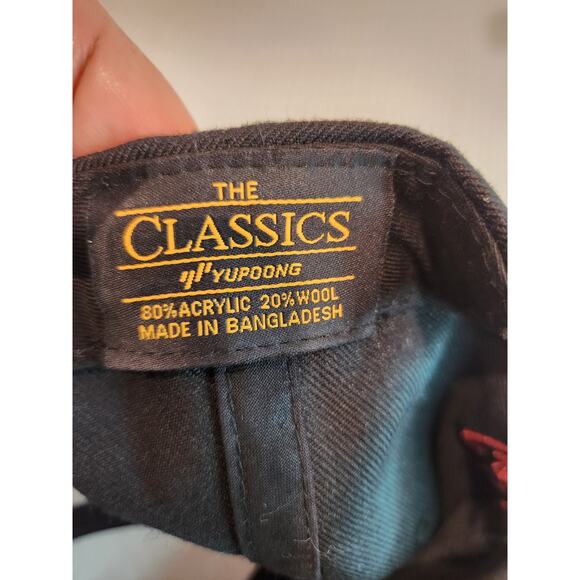 THE
CLASSICS
YUPOONG
80% ACRYLIC 20% WOOL
MADE IN BANGLADESH